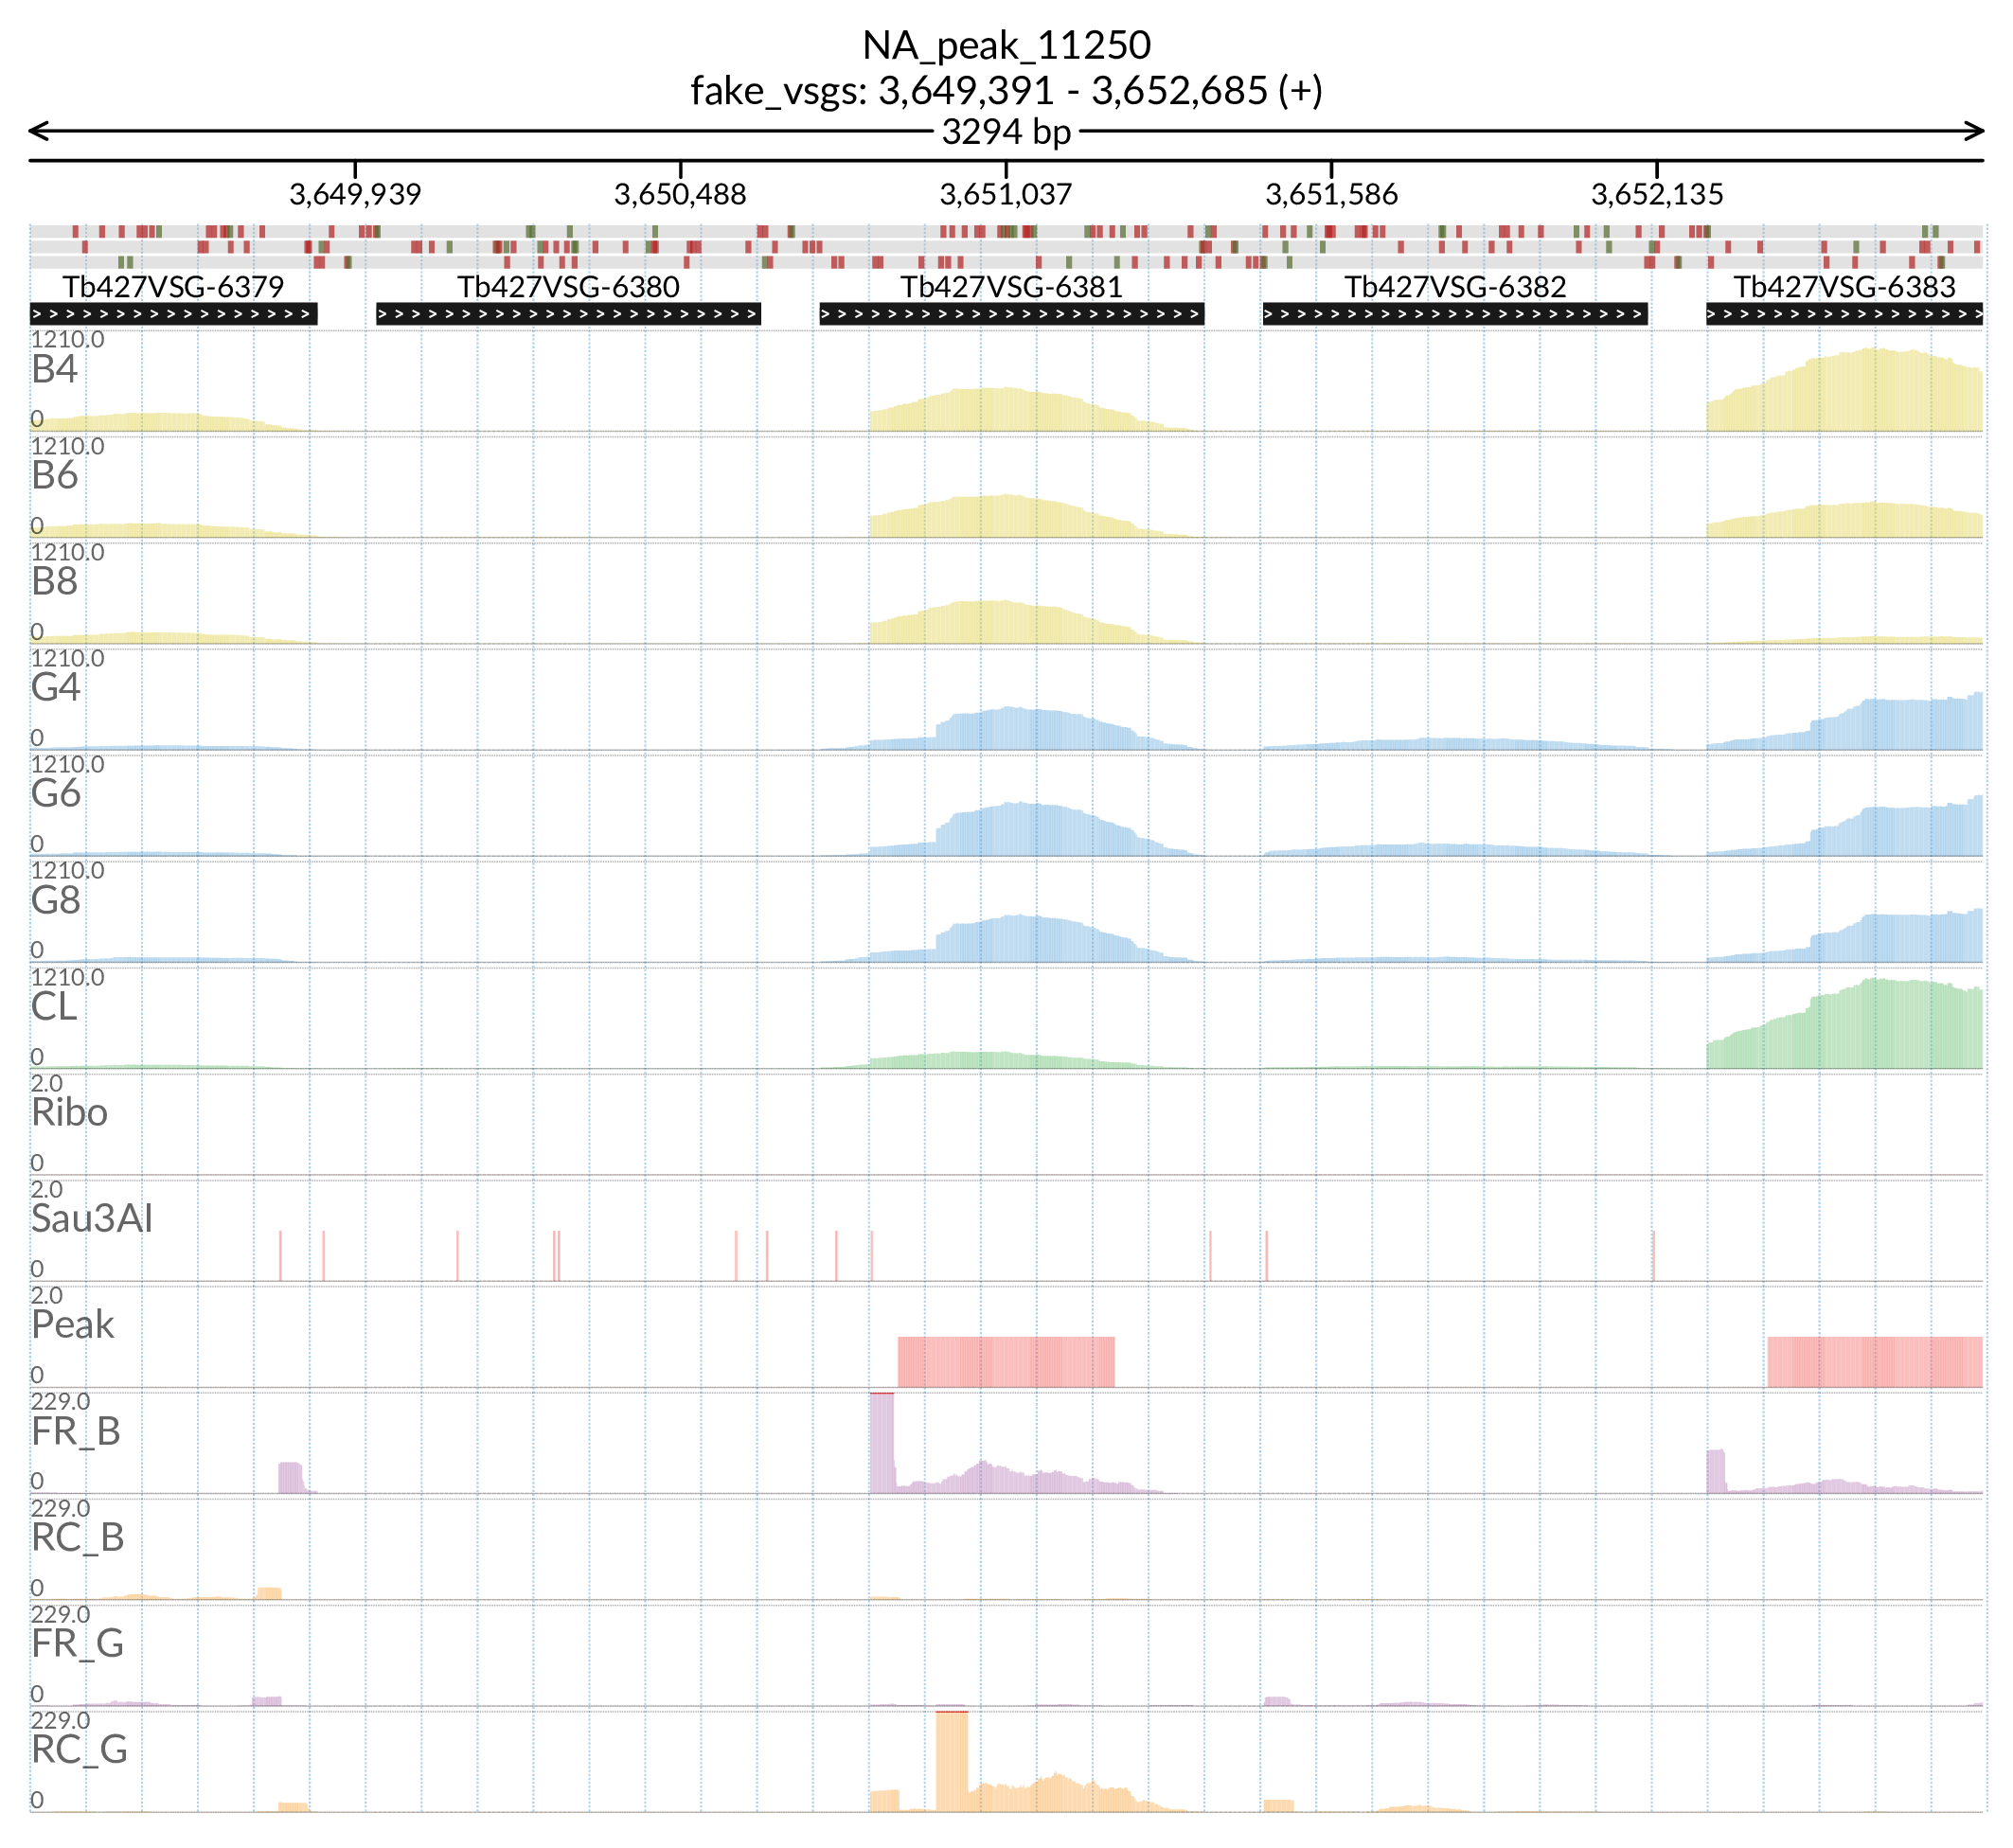 NA_peak_11250
fake_vsgs: 3,649,391 - 3,652,685 (+)
3294 bp
3,649,939 3,650,488 3,651,037 3,651,586 3,652,135
Tb427VSG-6379 Tb427VSG-6380 Tb427VSG-6381 Tb427VSG-6382 Tb427VSG-6383
1210.0
B4
0
1210.0
B6
0
1210.0
B8
0
1210.0
G4
0
1210.0
G6
0
1210.0
G8
0
1210.0
CL
0
2.0
Ribo
0
2.0
Sau3AI
0
2.0
Peak
0
229.0
FR_B
0
229.0
RC_B
0
229.0
FR_G
0
229.0
RC_G
0